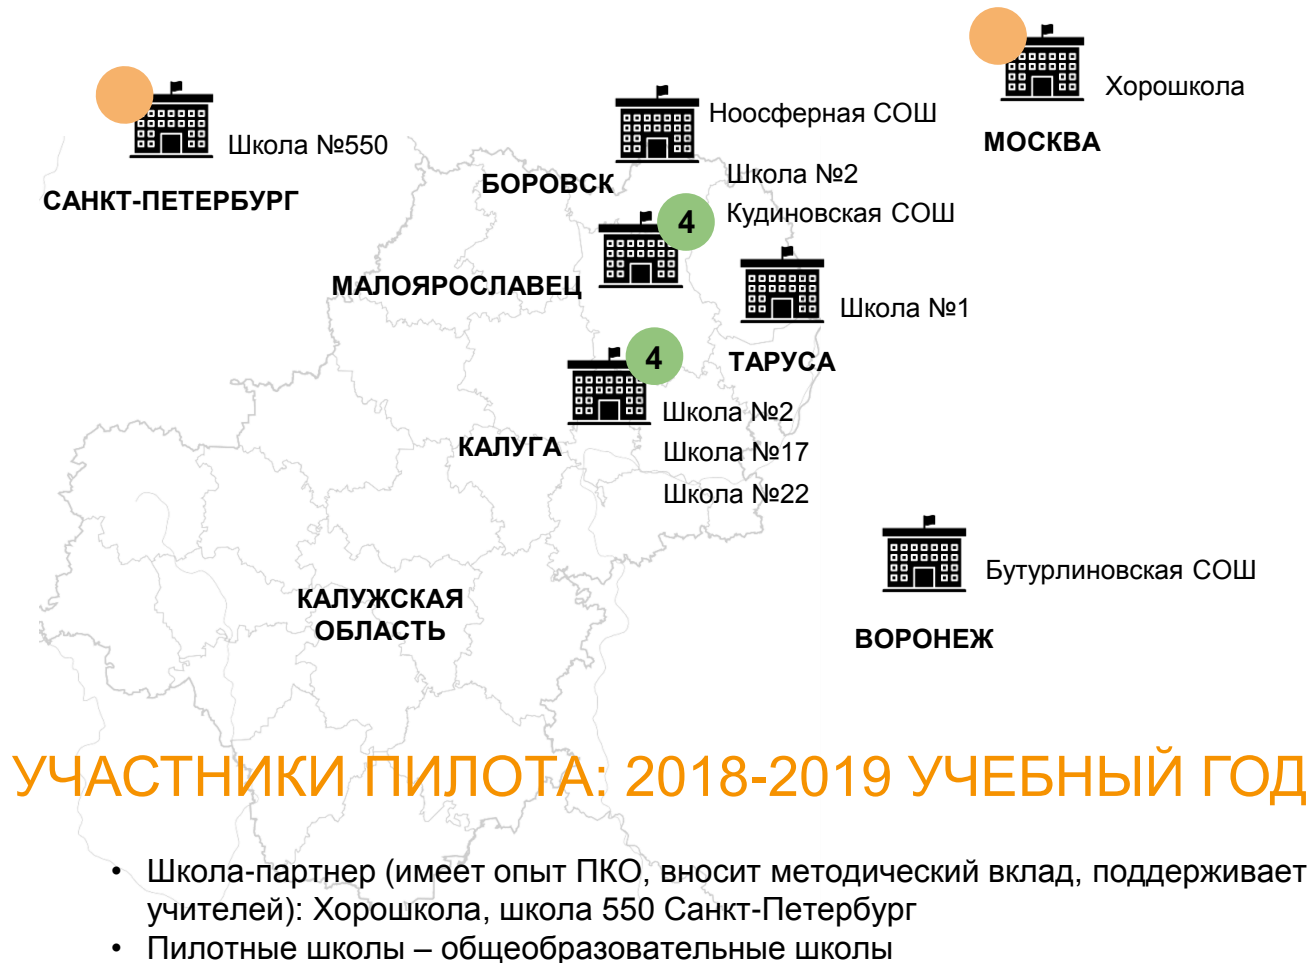 Хорошкола
МОСКВА
Школа №550
САНКТ-ПЕТЕРБУРГ
Ноосферная СОШ
БОРОВСК
Школа №2
Кудиновская СОШ
4
МАЛОЯРОСЛАВЕЦ
Школа №1
ТАРУСА
4
КАЛУГА
Школа №2
Школа №17
Школа №22
Бутурлиновская СОШ
ВОРОНЕЖ
КАЛУЖСКАЯ
ОБЛАСТЬ
УЧАСТНИКИ ПИЛОТА: 2018-2019 УЧЕБНЫЙ ГОД
• Школа-партнер (имеет опыт ПКО, вносит методический вклад, поддерживает
учителей): Хорошкола, школа 550 Санкт-Петербург
• Пилотные школы – общеобразовательные школы